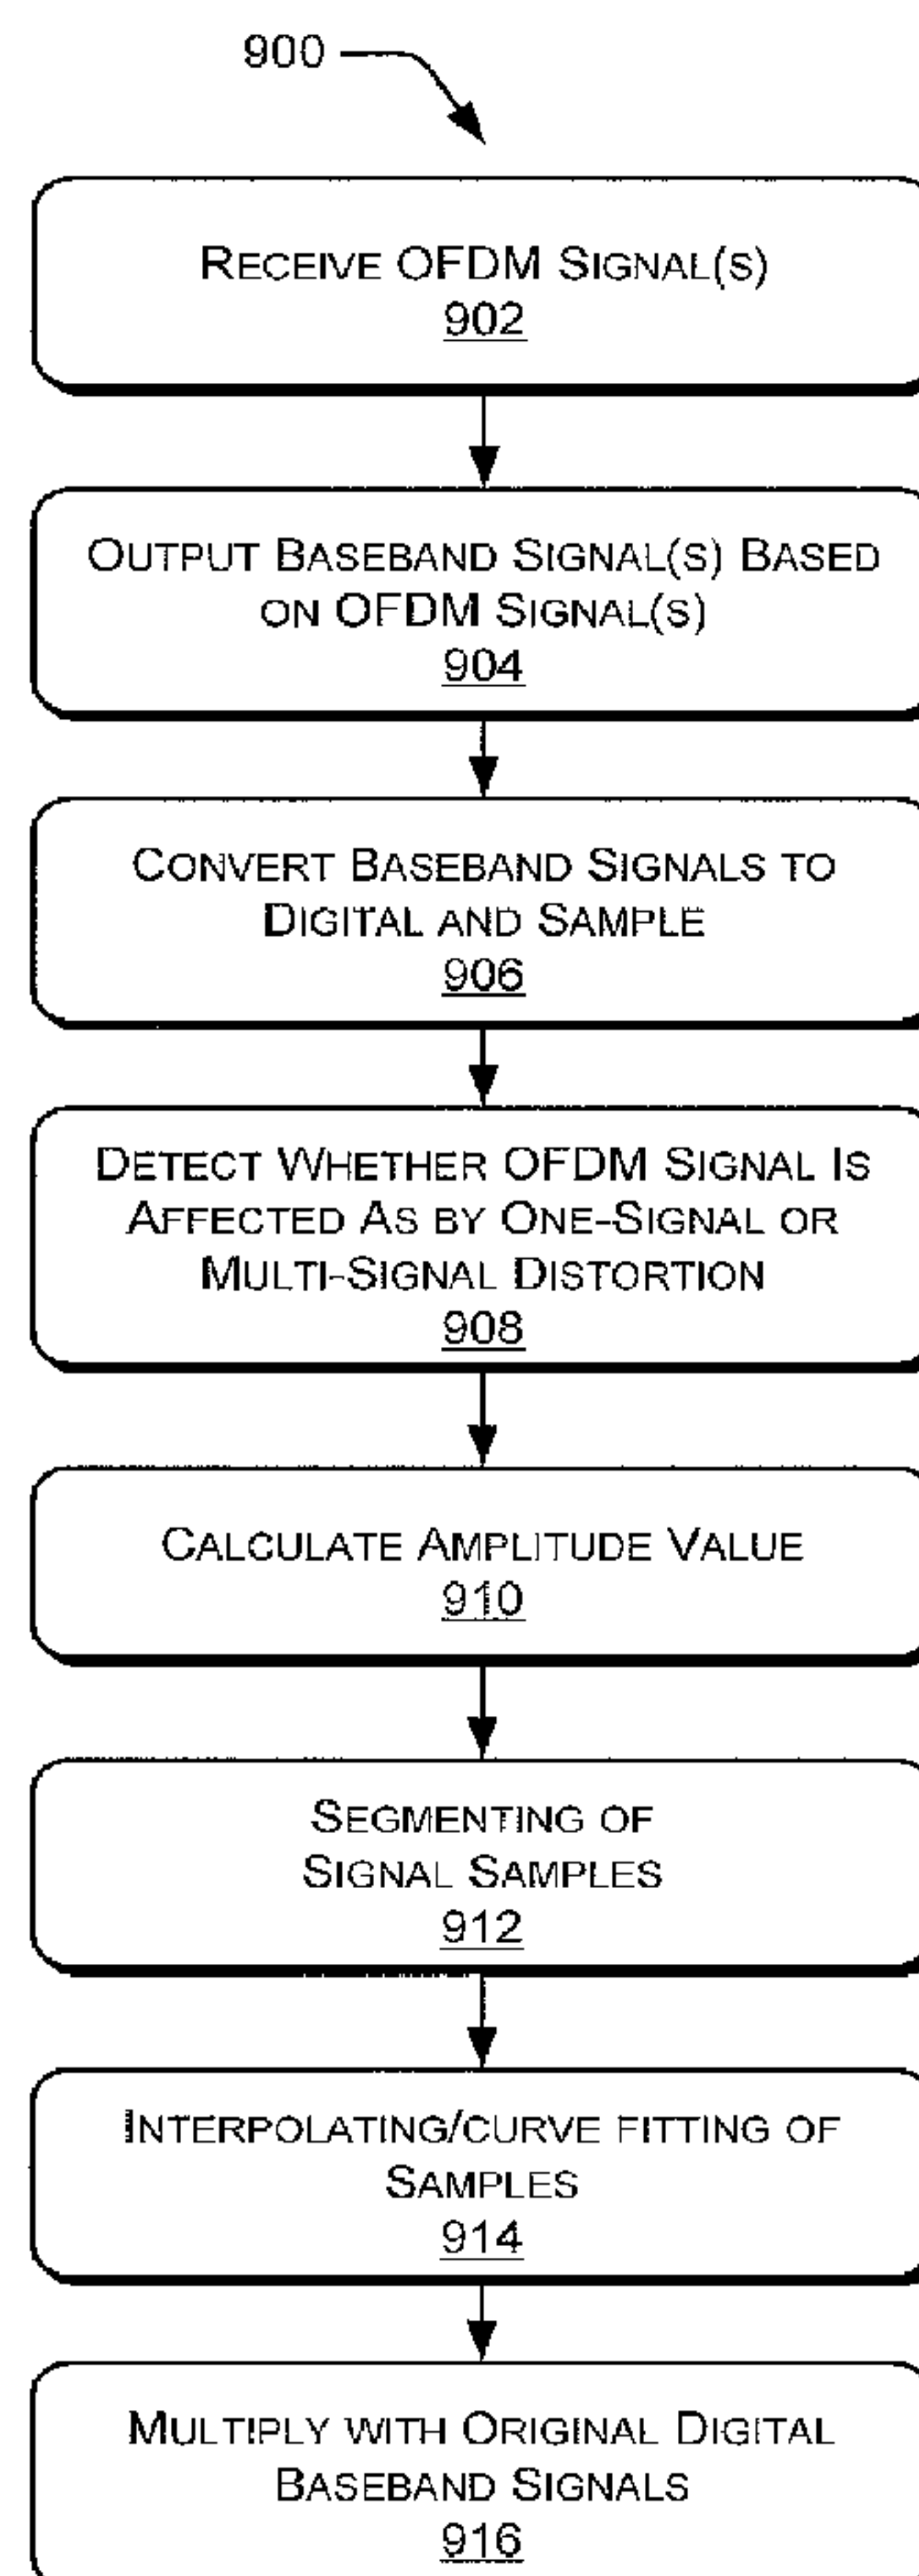 900
RECEIVE OFDM SIGNAL(S)
902
OUTPUT BASEBAND SIGNAL(S) BASED
ON OFDM SIGNAL(S)
904
CONVERT BASEBAND SIGNALS TO
DIGITAL AND SAMPLE
906
DETECT WHETHER OFDM SIGNAL IS
AFFECTED AS BY ONE-SIGNAL OR
MULTI-SIGNAL DISTORTION
908
CALCULATE AMPLITUDE VALUE
910
SEGMENTING OF
SIGNAL SAMPLES
912
INTERPOLATING/CURVE FITTING OF
SAMPLES
914
MULTIPLY WITH ORIGINAL DIGITAL
BASEBAND SIGNALS
916